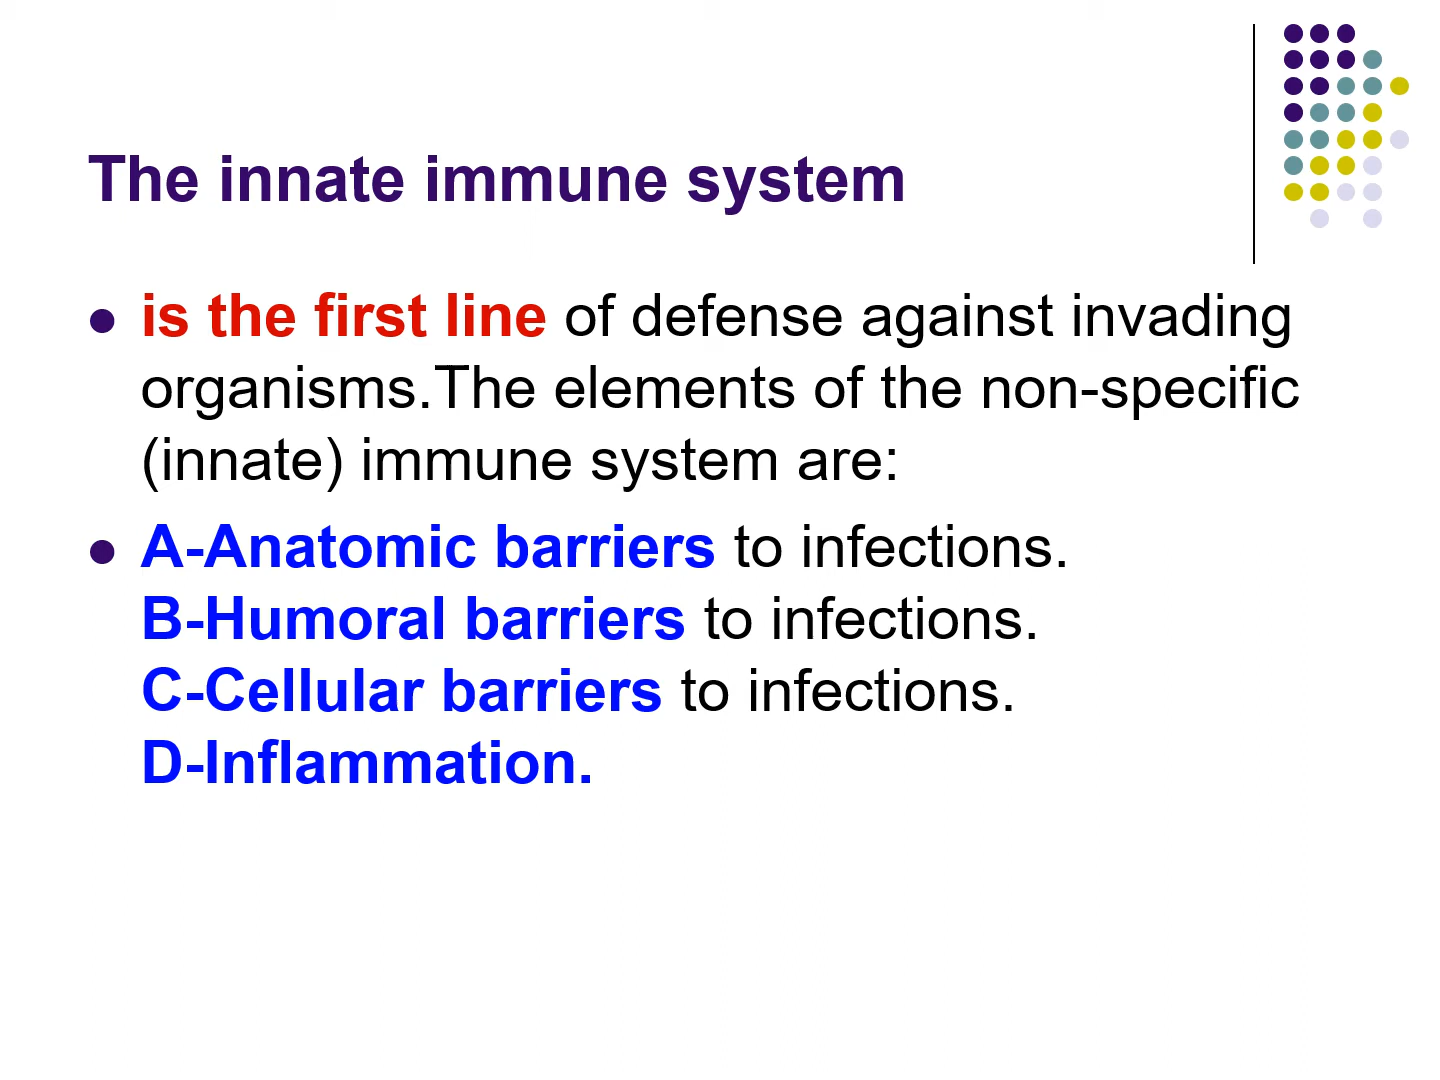 The innate immune system
is the first line of defense against invading
organisms.The elements of the non-specific
(innate) immune system are:
A-Anatomic barriers to infections.
B-Humoral barriers to infections.
C-Cellular barriers to infections.
D-Inflammation.